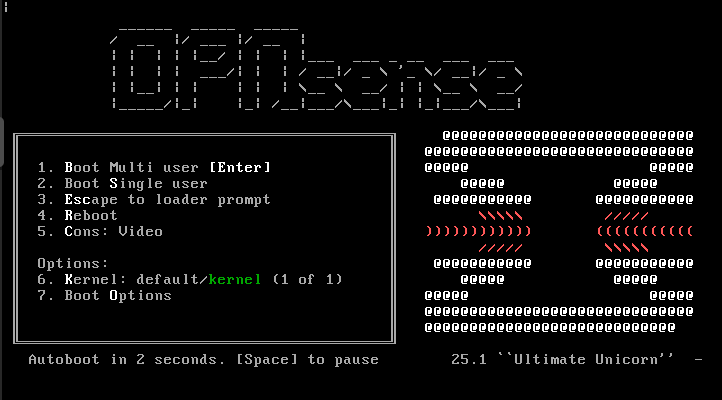 OPNsense
1. Boot Multi user [Enter]
2. Boot Single user
3. Escape to loader prompt
4. Reboot
5. Cons: Video
Options:
6. Kernel: default/kernel (1 of 1)
7. Boot Options
Autoboot in 2 seconds. [Space] to pause
25.1 ``Ultimate Unicorn''